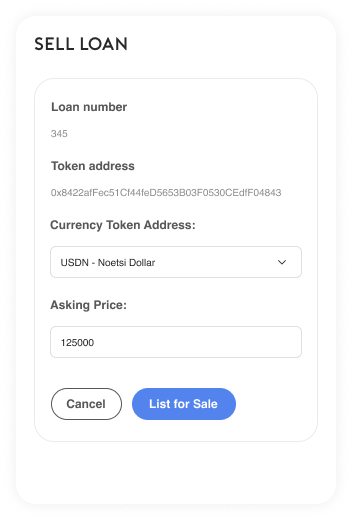 SELL LOAN
Loan number
345
Token address
0x8422afFec51Cf44feD5653B03F0530CEdfF04843
Currency Token Address:
USDN - Noetsi Dollar
Asking Price:
125000
Cancel
List for Sale